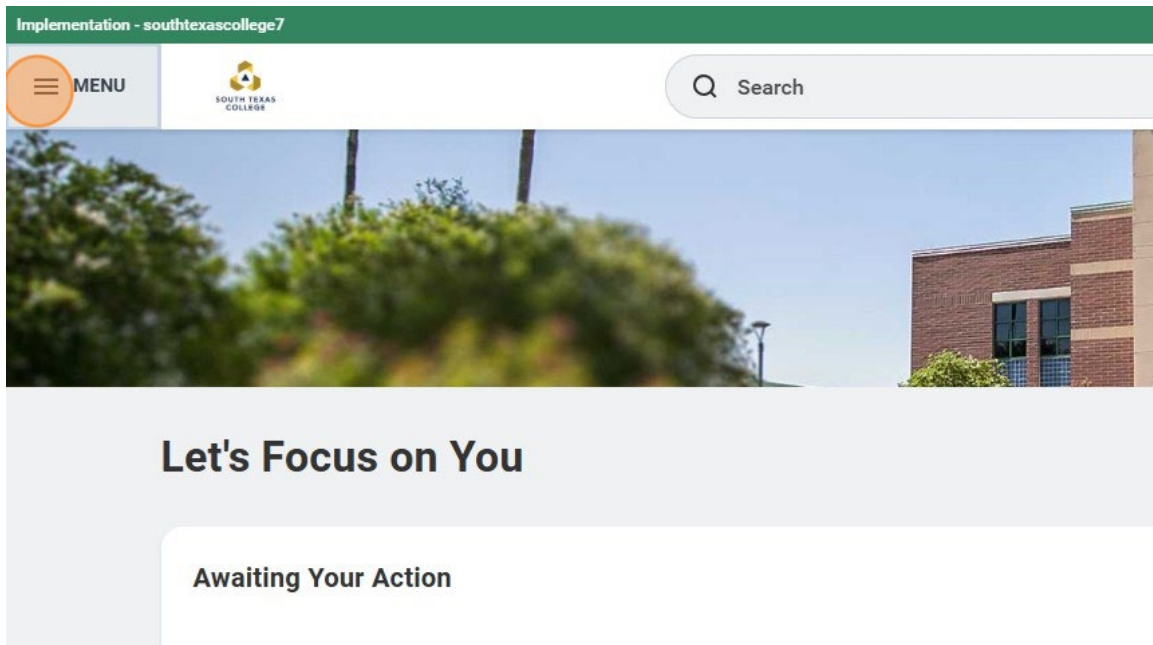 Implementation - southtexascollege7
MENU
SOUTH TEXAS
COLLEGE
Search
Let's Focus on You
Awaiting Your Action